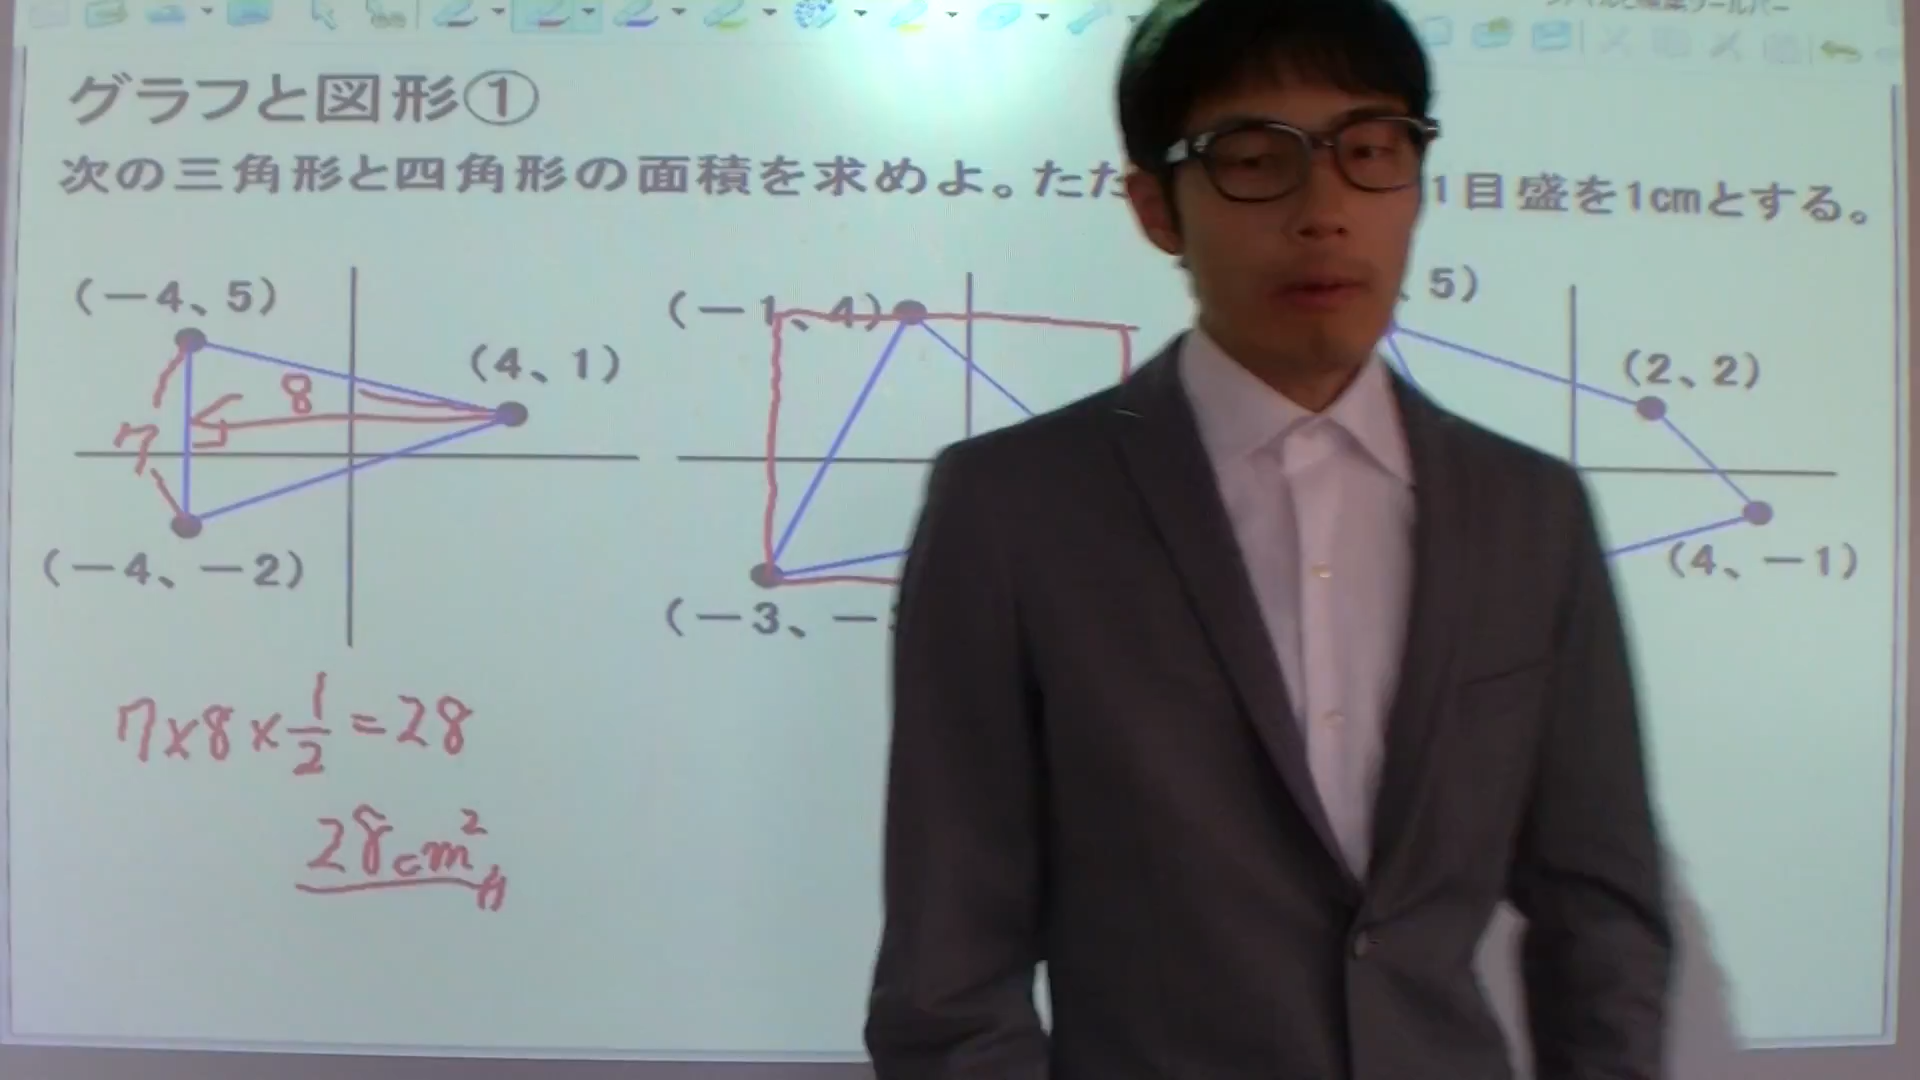 グラフと図形①
次の三角形と四角形の面積を求めよ。ただ
1目盛を1cmとする。
(－4、5)
(4、1)
(－4、－2)
8
7
(－1、4)
(－3、－
、5)
(2、2)
(4、－1)
7×8×1/2=28
28cm²